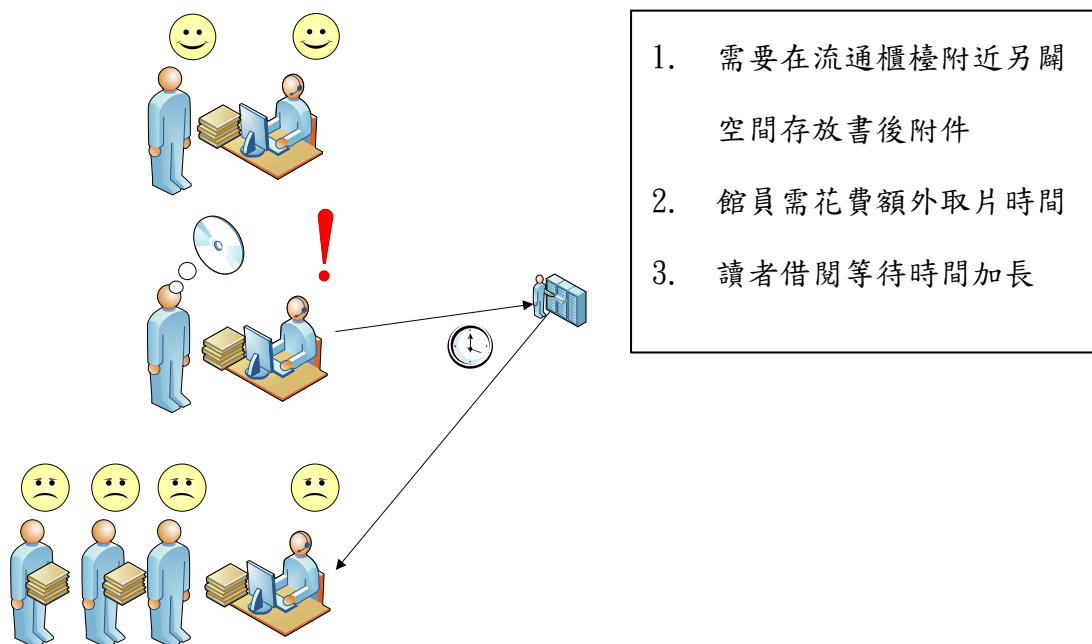 1. 需要在流通櫃檯附近另闢
空間存放書後附件
2. 館員需花費額外取片時間
3. 讀者借閱等待時間加長